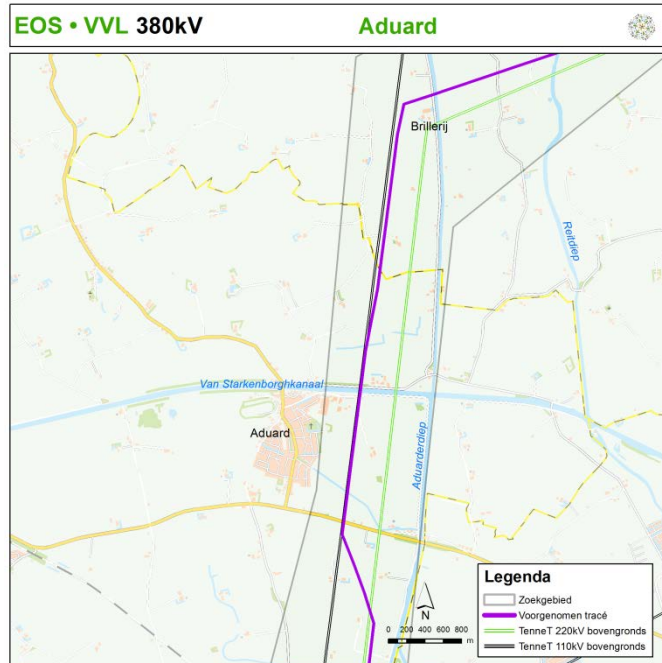 EOS • VVL 380kV
Aduard
Brillerij
Reitdiep
Van Starkenborghkanaal
Aduard
Aduarderdiep
N
0 200 400 600 800
m
Legenda
Zoekgebied
Voorgenomen tracé
TenneT 220kV bovengronds
TenneT 110kV bovengronds